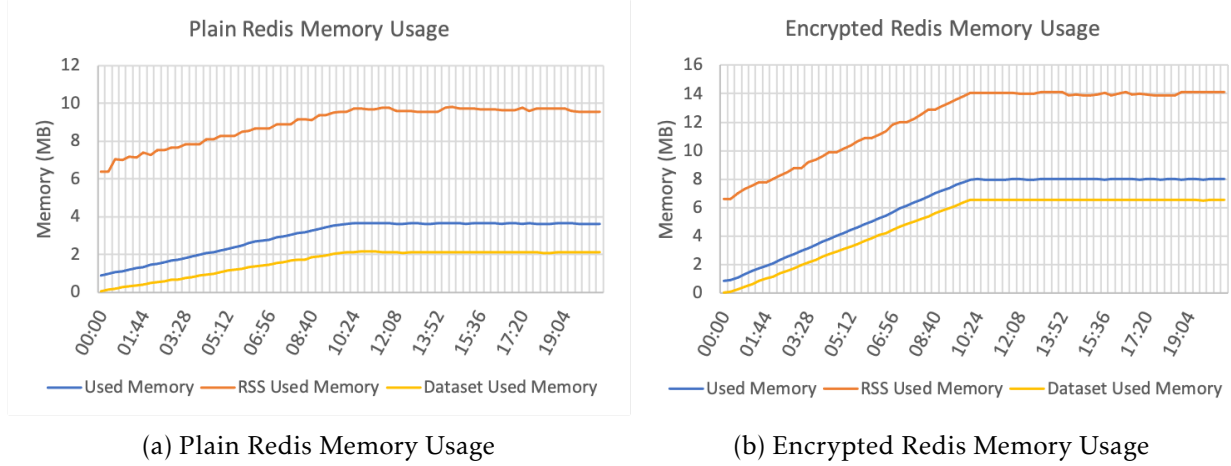 Plain Redis Memory Usage
12
10
8
6
4
2
0
Memory (MB)
00:00 01:44 03:28 05:12 06:56 08:40 10:24 12:08 13:52 15:36 17:20 19:04
Used Memory RSS Used Memory Dataset Used Memory
(a) Plain Redis Memory Usage
Encrypted Redis Memory Usage
16
14
12
10
8
6
4
2
0
Memory (MB)
00:00 01:44 03:28 05:12 06:56 08:40 10:24 12:08 13:52 15:36 17:20 19:04
Used Memory RSS Used Memory Dataset Used Memory
(b) Encrypted Redis Memory Usage